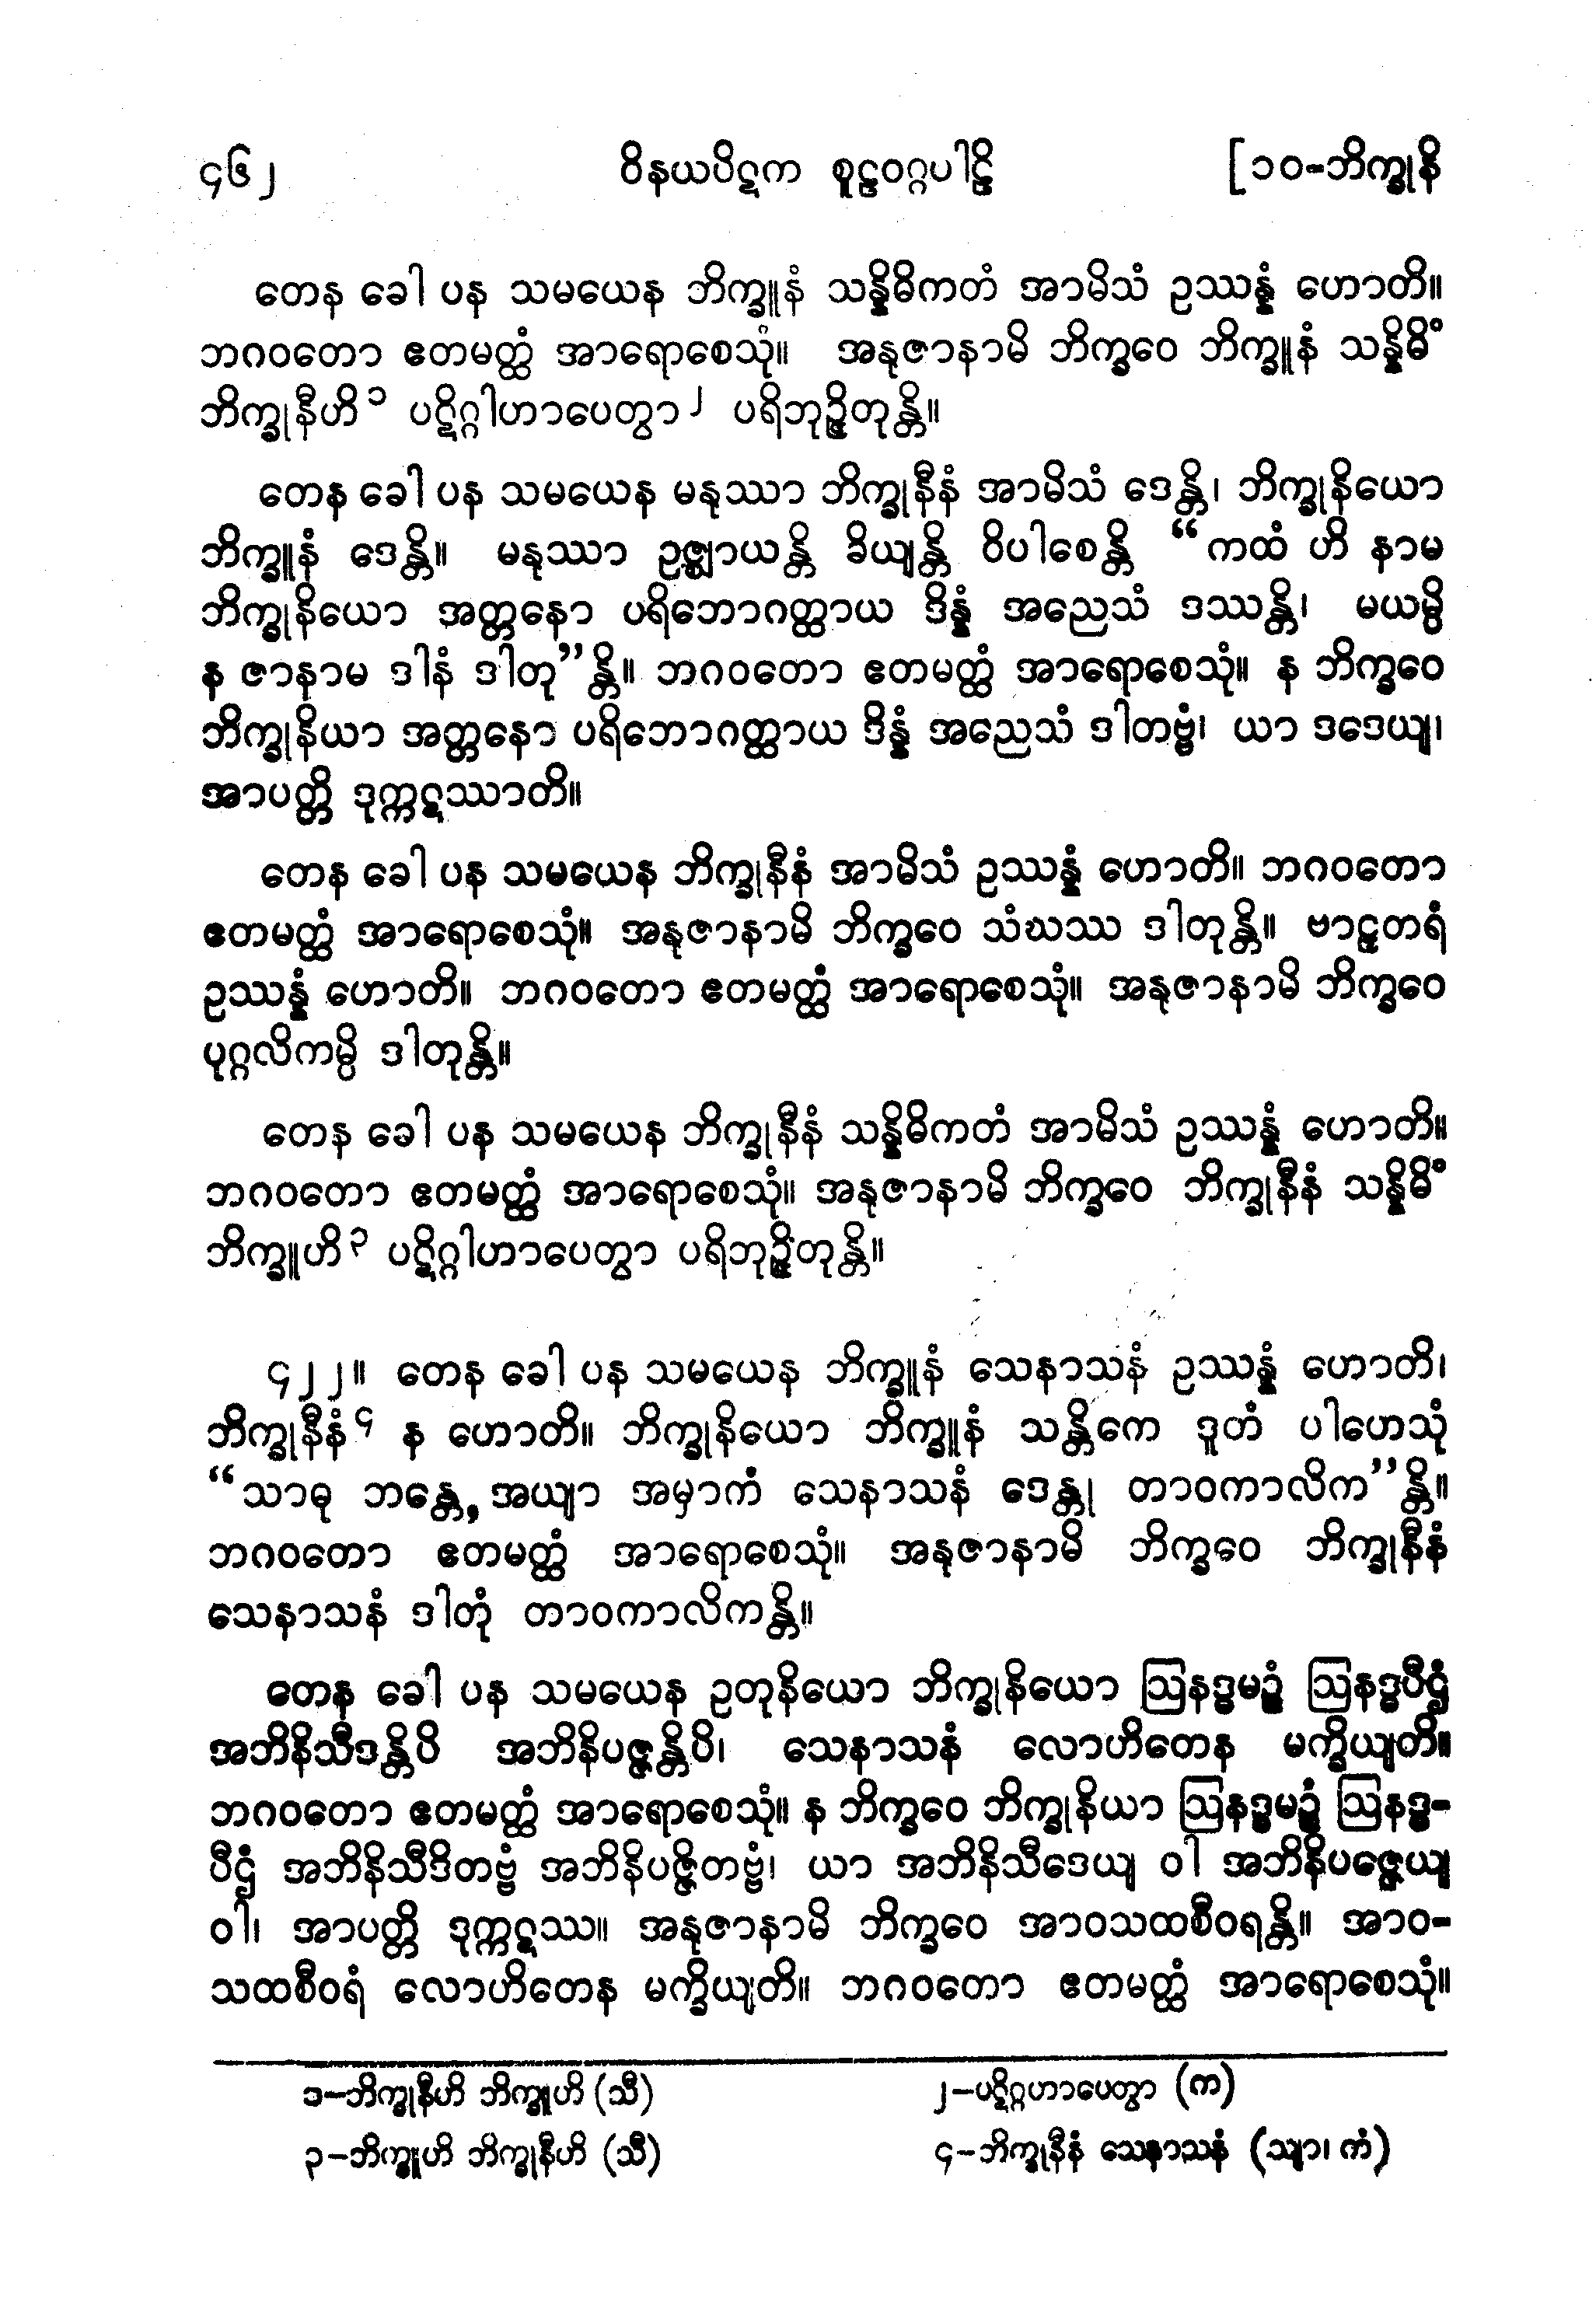 ၄၆၂ ဝိနယပိဋက စူဠဝဂ္ဂပါဠိ [၁၀-ဘိက္ခုနိ
တေန ခေါ ပန သမယေန ဘိက္ခူနံ သန္နိဓိကတံ အာမိသံ ဥဿန္နံ ဟောတိ။
ဘဂဝတော ဧတမတ္ထံ အာရောစေသုံ။ အနုဇာနာမိ ဘိက္ခဝေ ဘိက္ခူနံ သန္နိဓိံ
ဘိက္ခုနီဟိ၁ ပဋိဂ္ဂါဟာပေတွာ၂ ပရိဘုဉ္ဇိတုန္တိ။
တေန ခေါ ပန သမယေန မနုဿာ ဘိက္ခုနီနံ အာမိသံ ဒေန္တိ၊ ဘိက္ခုနိယော
ဘိက္ခူနံ ဒေန္တိ။ မနုဿာ ဥဇ္ဈာယန္တိ ခိယျန္တိ ဝိပါစေန္တိ “ကထံ ဟိ နာမ
ဘိက္ခုနိယော အတ္တနော ပရိဘောဂတ္ထာယ ဒိန္နံ အညေသံ ဒဿန္တိ၊ မယမ္ပိ
န ဇာနာမ ဒါနံ ဒါတု”န္တိ။ ဘဂဝတော ဧတမတ္ထံ အာရောစေသုံ။ န ဘိက္ခဝေ
ဘိက္ခုနိယာ အတ္တနော ပရိဘောဂတ္ထာယ ဒိန္နံ အညေသံ ဒါတဗ္ဗံ၊ ယာ ဒဒေယျ၊
အာပတ္တိ ဒုက္ကဋဿာတိ။
တေန ခေါ ပန သမယေန ဘိက္ခုနီနံ အာမိသံ ဥဿန္နံ ဟောတိ။ ဘဂဝတော
ဧတမတ္ထံ အာရောစေသုံ။ အနုဇာနာမိ ဘိက္ခဝေ သံဃဿ ဒါတုန္တိ။ ဗာဠှတရံ
ဥဿန္နံ ဟောတိ။ ဘဂဝတော ဧတမတ္ထံ အာရောစေသုံ။ အနုဇာနာမိ ဘိက္ခဝေ
ပုဂ္ဂလိကမ္ပိ ဒါတုန္တိ။
တေန ခေါ ပန သမယေန ဘိက္ခုနီနံ သန္နိဓိကတံ အာမိသံ ဥဿန္နံ ဟောတိ။
ဘဂဝတော ဧတမတ္ထံ အာရောစေသုံ။ အနုဇာနာမိ ဘိက္ခဝေ ဘိက္ခုနီနံ သန္နိဓိံ
ဘိက္ခူဟိ၃ ပဋိဂ္ဂါဟာပေတွာ ပရိဘုဉ္ဇိတုန္တိ။
၄၂၂။ တေန ခေါ ပန သမယေန ဘိက္ခူနံ သေနာသနံ ဥဿန္နံ ဟောတိ၊
ဘိက္ခုနီနံ၄ န ဟောတိ။ ဘိက္ခုနိယော ဘိက္ခူနံ သန္တိကေ ဒူတံ ပါဟေသုံ
“သာဓု ဘန္တေ, အယျာ အမှာကံ သေနာသနံ ဒေန္တု တာဝကာလိက”န္တိ။
ဘဂဝတော ဧတမတ္ထံ အာရောစေသုံ။ အနုဇာနာမိ ဘိက္ခဝေ ဘိက္ခုနီနံ
သေနာသနံ ဒါတုံ တာဝကာလိကန္တိ။
တေန ခေါ ပန သမယေန ဥတုနိယော ဘိက္ခုနိယော ဩနဒ္ဓမဉ္စံ ဩနဒ္ဓပီဌံ
အဘိနိသီဒန္တိပိ အဘိနိပဇ္ဇန္တိပိ၊ သေနာသနံ လောဟိတေန မက္ခိယျတိ။
ဘဂဝတော ဧတမတ္ထံ အာရောစေသုံ။ န ဘိက္ခဝေ ဘိက္ခုနိယာ ဩနဒ္ဓမဉ္စံ ဩနဒ္ဓ-
ပီဌံ အဘိနိသီဒိတဗ္ဗံ အဘိနိပဇ္ဇိတဗ္ဗံ၊ ယာ အဘိနိသီဒေယျ ဝါ အဘိနိပဇ္ဇေယျ
ဝါ၊ အာပတ္တိ ဒုက္ကဋဿ။ အနုဇာနာမိ ဘိက္ခဝေ အာဝသထစီဝရန္တိ။ အာဝ-
သထစီဝရံ လောဟိတေန မက္ခိယျတိ။ ဘဂဝတော ဧတမတ္ထံ အာရောစေသုံ။
၁-ဘိက္ခုနီဟိ ဘိက္ခူဟိ (သီ) ၂-ပဋိဂ္ဂဟာပေတွာ (က)
၃-ဘိက္ခူဟိ ဘိက္ခုနီဟိ (သီ) ၄-ဘိက္ခုနီနံ သေနာသနံ (သျာ၊ ကံ)